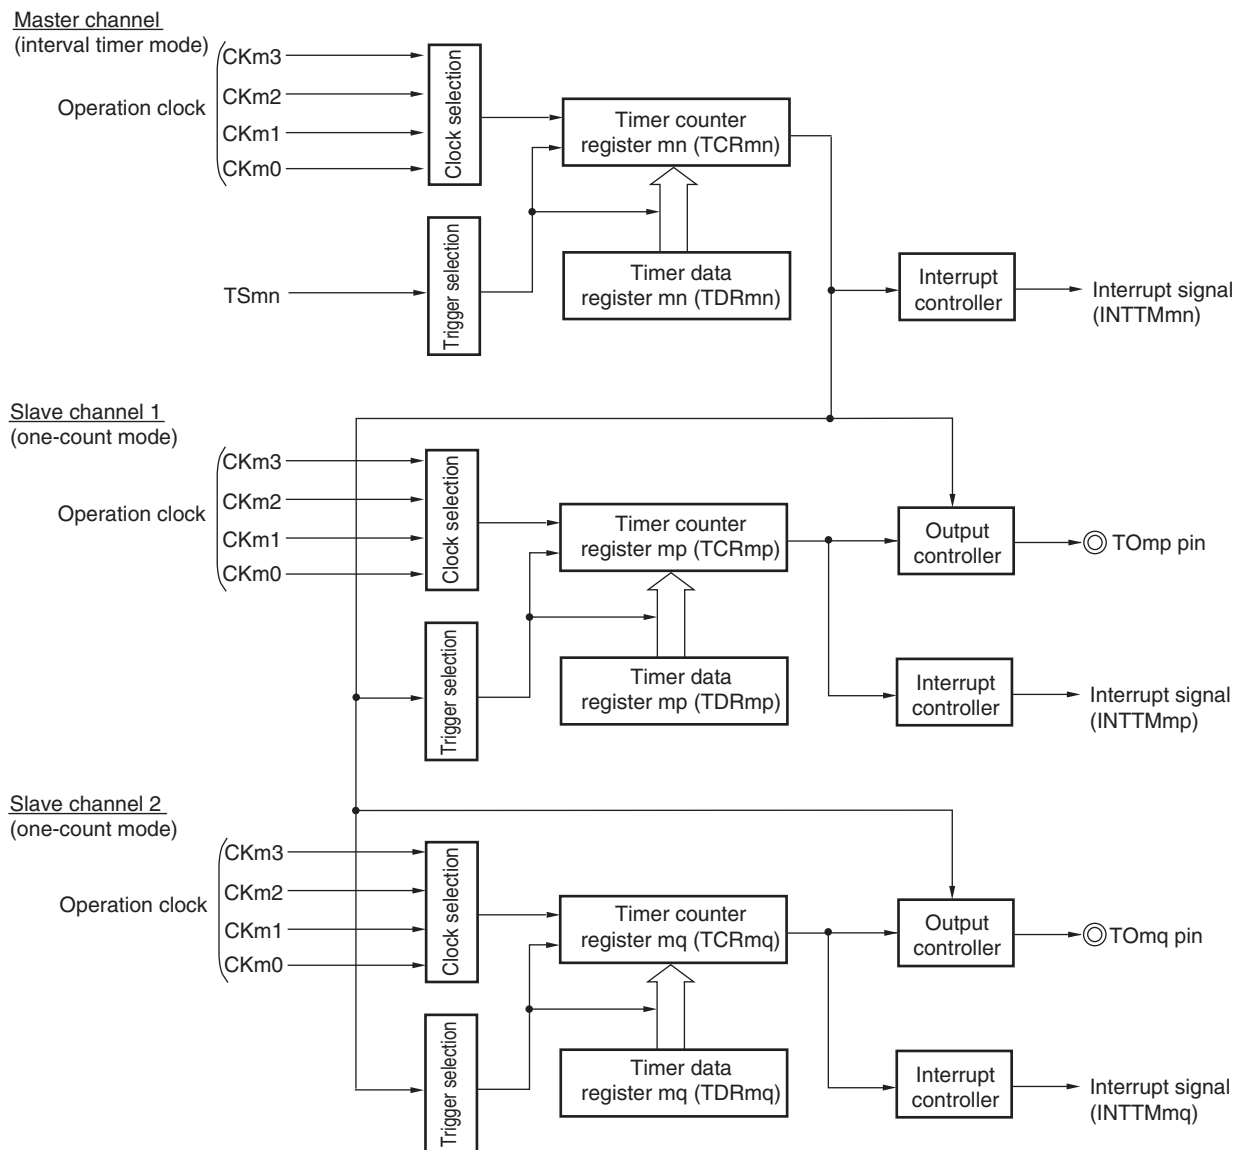 Master channel
(interval timer mode)
Operation clock
CKm3
CKm2
CKm1
CKm0
Clock selection
Timer counter
register mn (TCRmn)
TSmn
Trigger selection
Timer data
register mn (TDRmn)
Interrupt
controller
Interrupt signal
(INTTMmn)
Slave channel 1
(one-count mode)
Operation clock
CKm3
CKm2
CKm1
CKm0
Clock selection
Timer counter
register mp (TCRmp)
Output
controller
TOmp pin
Trigger selection
Timer data
register mp (TDRmp)
Interrupt
controller
Interrupt signal
(INTTMmp)
Slave channel 2
(one-count mode)
Operation clock
CKm3
CKm2
CKm1
CKm0
Clock selection
Timer counter
register mq (TCRmq)
Output
controller
TOmq pin
Trigger selection
Timer data
register mq (TDRmq)
Interrupt
controller
Interrupt signal
(INTTMmq)